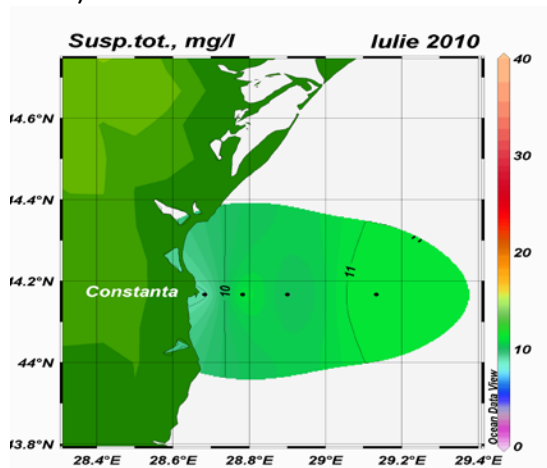 Susp.tot., mg/l Iulie 2010
40
4.6°N
30
4.4°N
20
11
4.2°N
Constanta
10
10
4°N
Ocean Data View
3.8°N
0
28.4°E 28.6°E 28.8°E 29°E 29.2°E 29.4°E